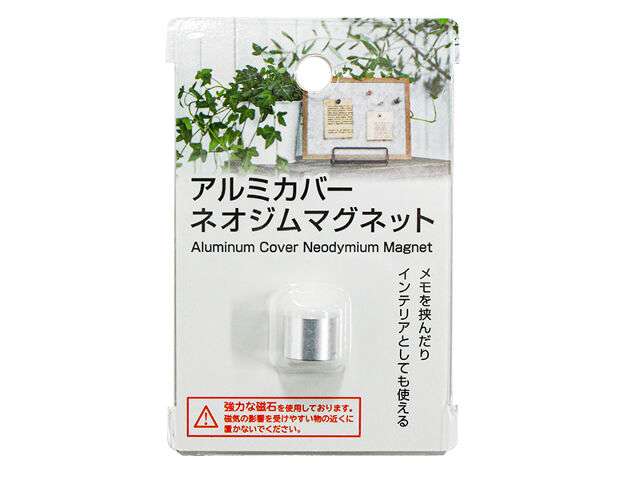 アルミカバー
ネオジムマグネット
Aluminum Cover Neodymium Magnet
メモを挟んだり
インテリアとしても使える
強力な磁石を使用しております。
磁気の影響を受けやすい物の近くに
置かないでください。